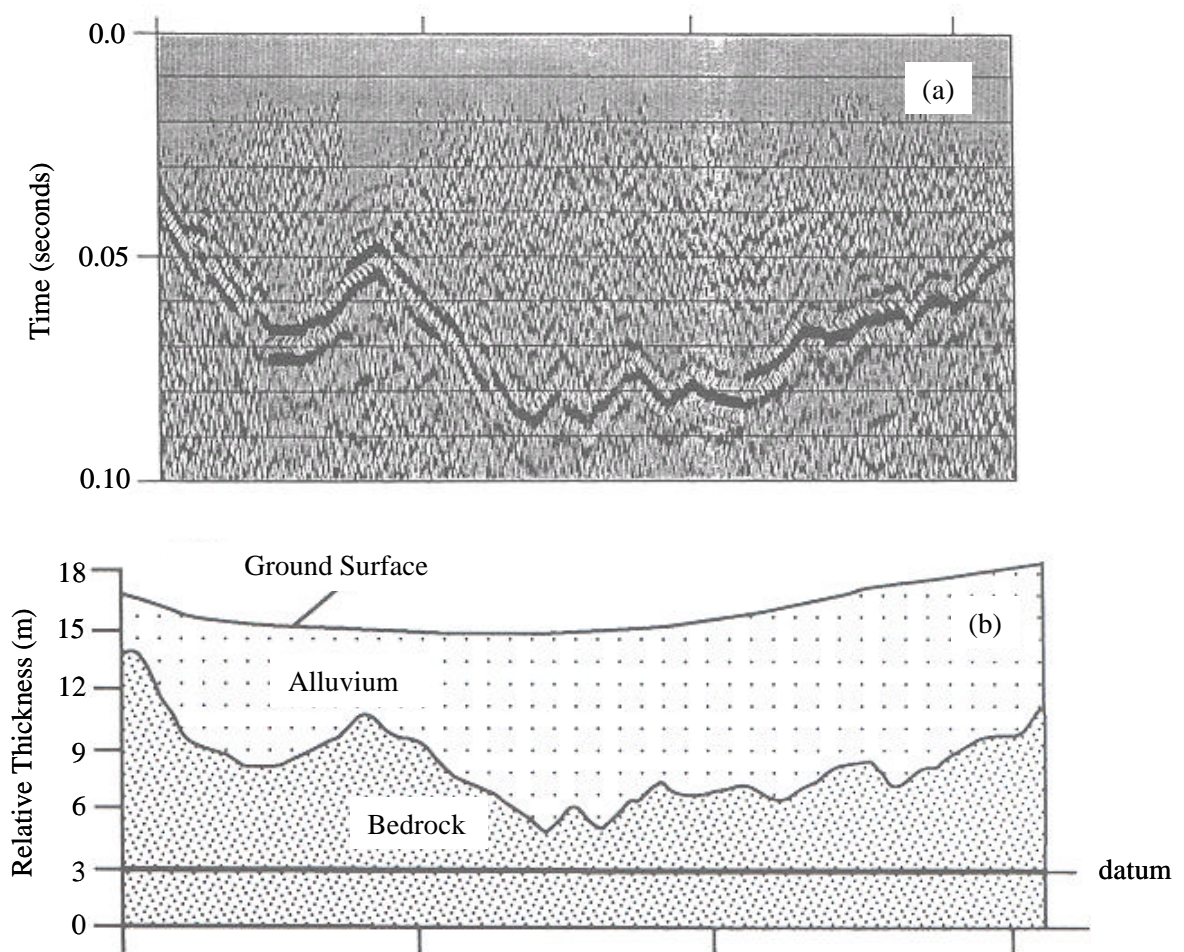 0.0
(a)
Time (seconds)
0.05
0.10
Ground Surface
18
15
12
9
6
3
0
Relative Thickness (m)
(b)
Alluvium
Bedrock
datum